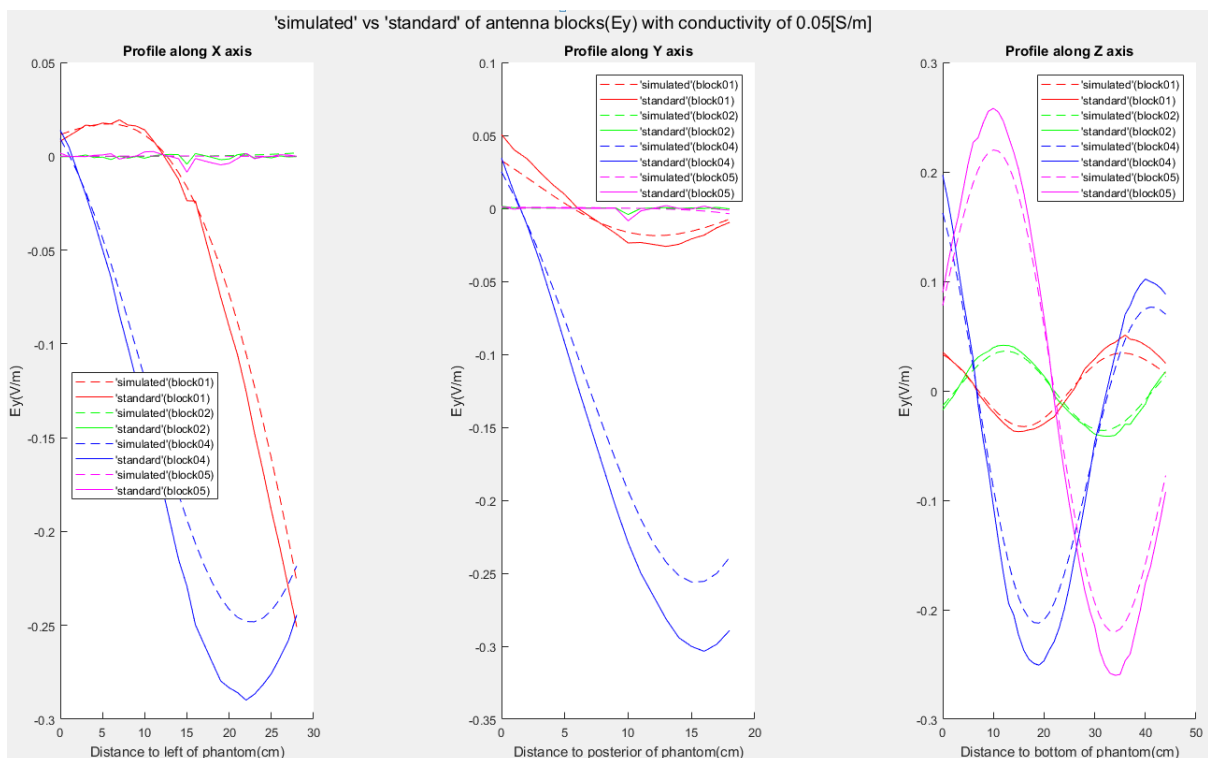 'simulated' vs 'standard' of antenna blocks(Ey) with conductivity of 0.05[S/m]
Profile along X axis
0.05
0
-0.05
-0.1
-0.15
-0.2
-0.25
-0.3
Ey(V/m)
'simulated'(block01)
'standard'(block01)
'simulated'(block02)
'standard'(block02)
'simulated'(block04)
'standard'(block04)
'simulated'(block05)
'standard'(block05)
0 5 10 15 20 25 30
Distance to left of phantom(cm)
Profile along Y axis
0.1
0.05
0
-0.05
-0.1
-0.15
-0.2
-0.25
-0.3
-0.35
Ey(V/m)
'simulated'(block01)
'standard'(block01)
'simulated'(block02)
'standard'(block02)
'simulated'(block04)
'standard'(block04)
'simulated'(block05)
'standard'(block05)
0 5 10 15 20
Distance to posterior of phantom(cm)
Profile along Z axis
0.3
0.2
0.1
0
-0.1
-0.2
-0.3
Ey(V/m)
'simulated'(block01)
'standard'(block01)
'simulated'(block02)
'standard'(block02)
'simulated'(block04)
'standard'(block04)
'simulated'(block05)
'standard'(block05)
0 10 20 30 40 50
Distance to bottom of phantom(cm)